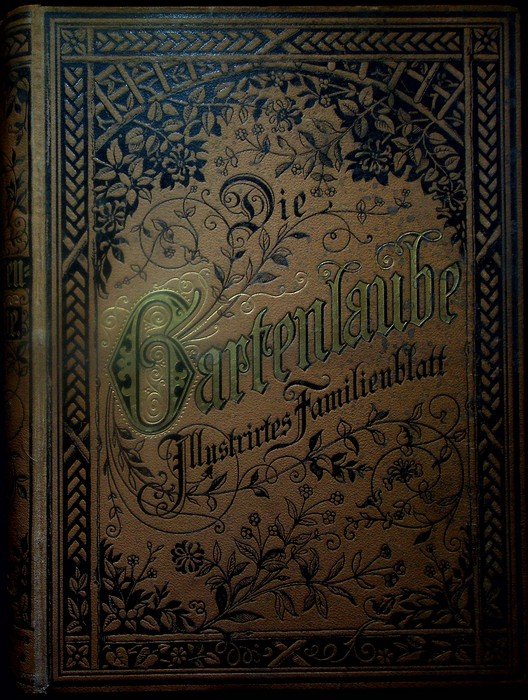 Die
Gartenlaube
Illustrirtes Familienblatt